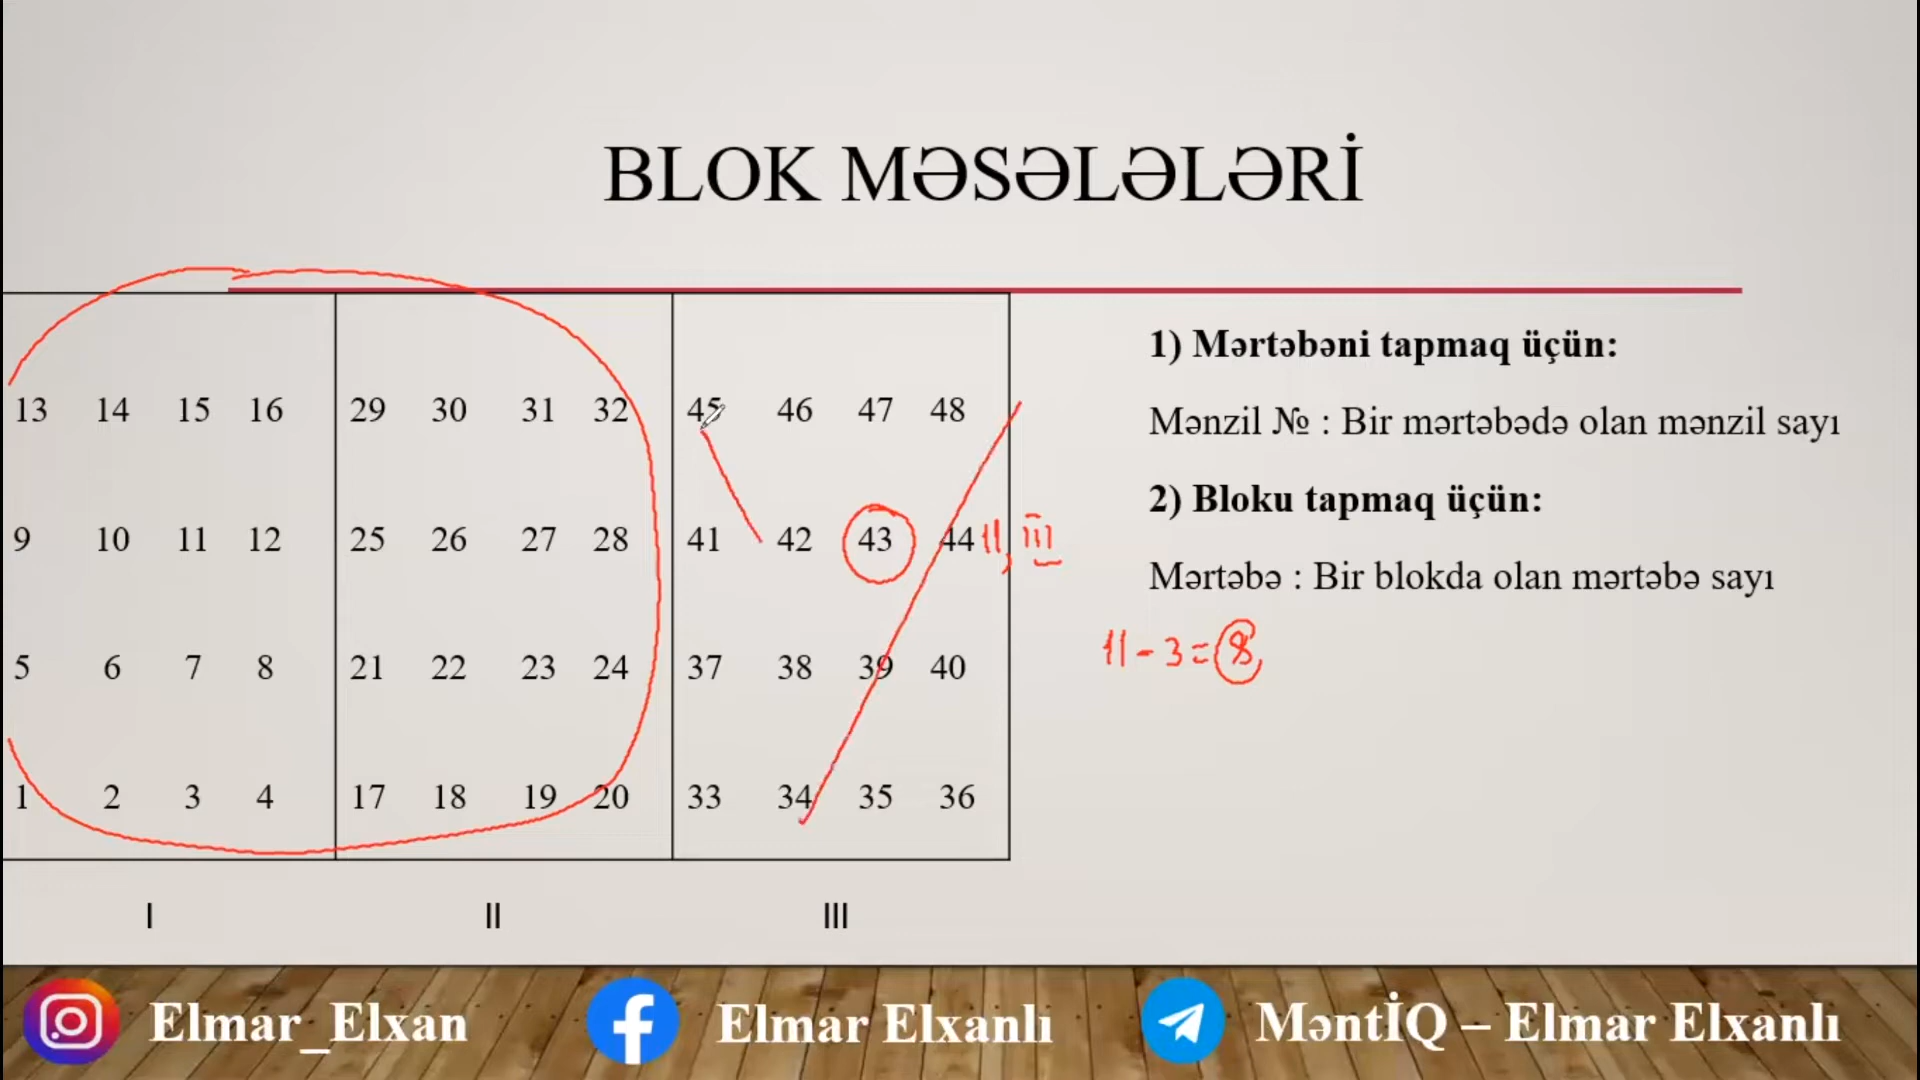 BLOK MƏSƏLƏLƏRİ
13 14 15 16 29 30 31 32 45 46 47 48
9 10 11 12 25 26 27 28 41 42 43 44 11, III
5 6 7 8 21 22 23 24 37 38 39 40
1 2 3 4 17 18 19 20 33 34 35 36
I II III
1) Mərtəbəni tapmaq üçün:
Mənzil № : Bir mərtəbədə olan mənzil sayı
2) Bloku tapmaq üçün:
Mərtəbə : Bir blokda olan mərtəbə sayı
11 - 3 = 8
Elmar_Elxan Elmar Elxanlı MəntİQ – Elmar Elxanlı